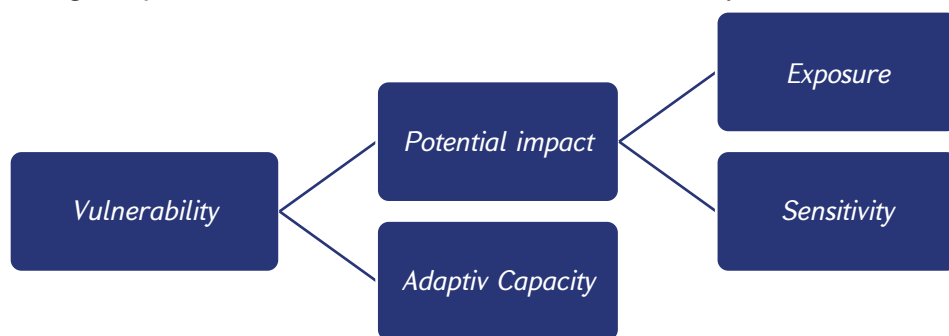 Exposure
Potential impact
Vulnerability
Sensitivity
Adaptiv Capacity